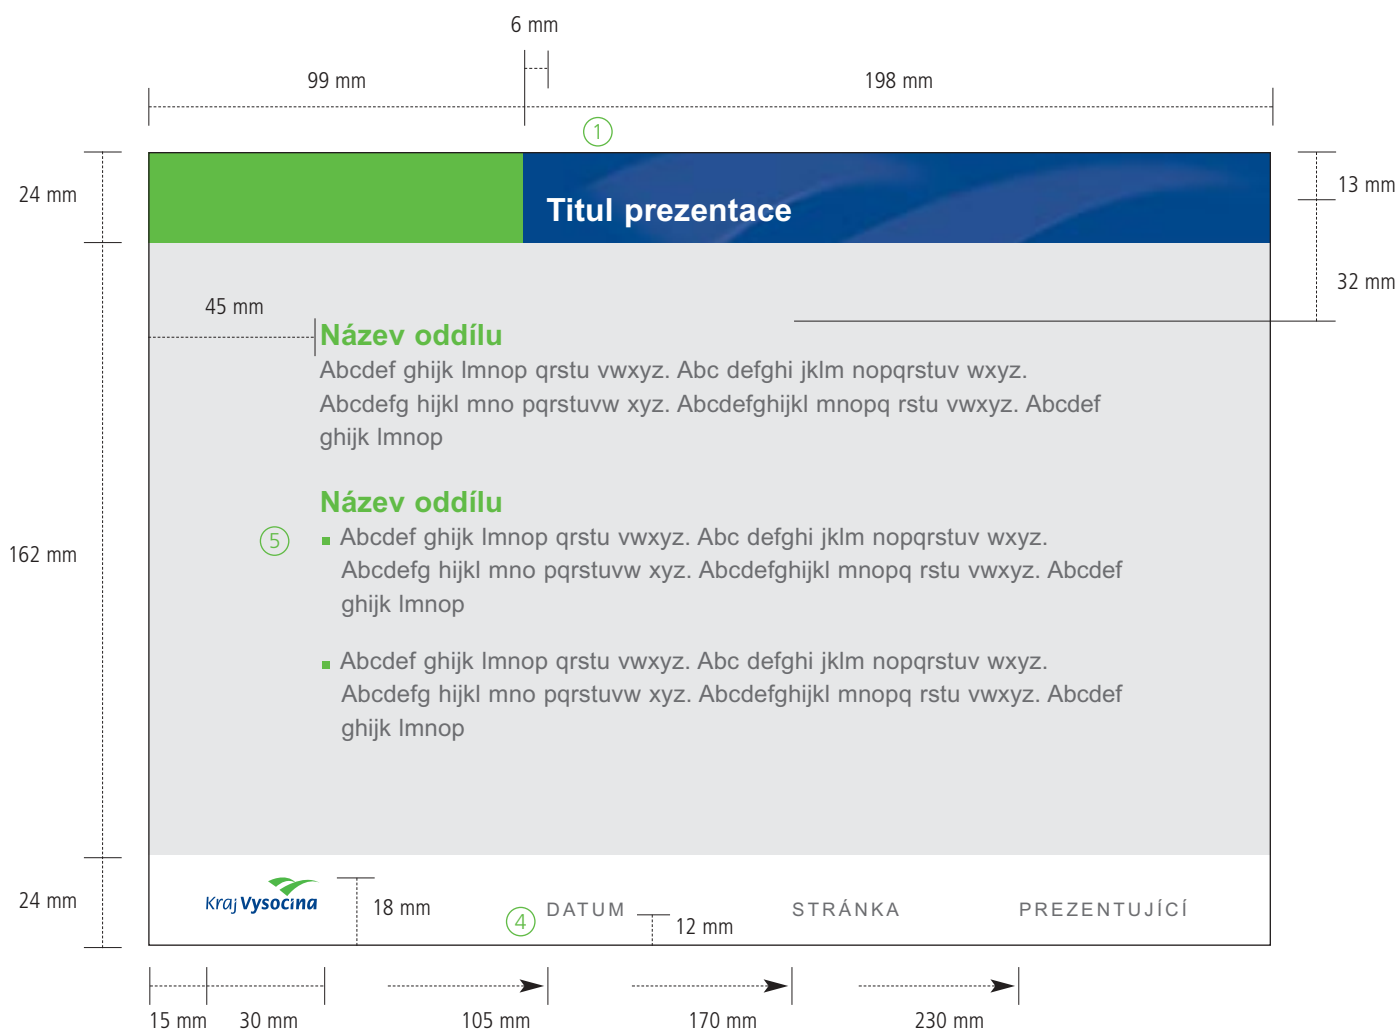 6 mm
99 mm
198 mm
1
24 mm
Titul prezentace
13 mm
32 mm
45 mm
Název oddílu
Abcdef ghijk lmnop qrstu vwxyz. Abc defghi jklm nopqrstuv wxyz.
Abcdefg hijkl mno pqrstuvw xyz. Abcdefghijkl mnopq rstu vwxyz. Abcdef
ghijk lmnop
Název oddílu
5
Abcdef ghijk lmnop qrstu vwxyz. Abc defghi jklm nopqrstuv wxyz.
Abcdefg hijkl mno pqrstuvw xyz. Abcdefghijkl mnopq rstu vwxyz. Abcdef
ghijk lmnop
162 mm
Abcdef ghijk lmnop qrstu vwxyz. Abc defghi jklm nopqrstuv wxyz.
Abcdefg hijkl mno pqrstuvw xyz. Abcdefghijkl mnopq rstu vwxyz. Abcdef
ghijk lmnop
24 mm
Kraj Vysočina
18 mm
4
DATUM
12 mm
STRÁNKA
PREZENTUJÍCÍ
15 mm
30 mm
105 mm
170 mm
230 mm